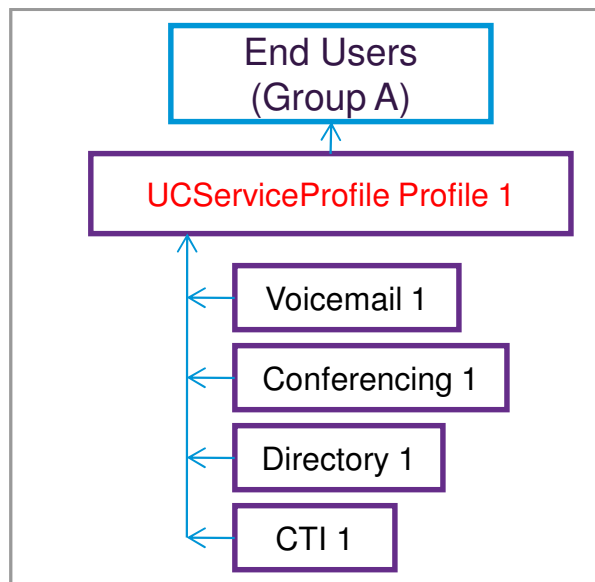 End Users
(Group A)
UCServiceProfile Profile 1
Voicemail 1
Conferencing 1
Directory 1
CTI 1